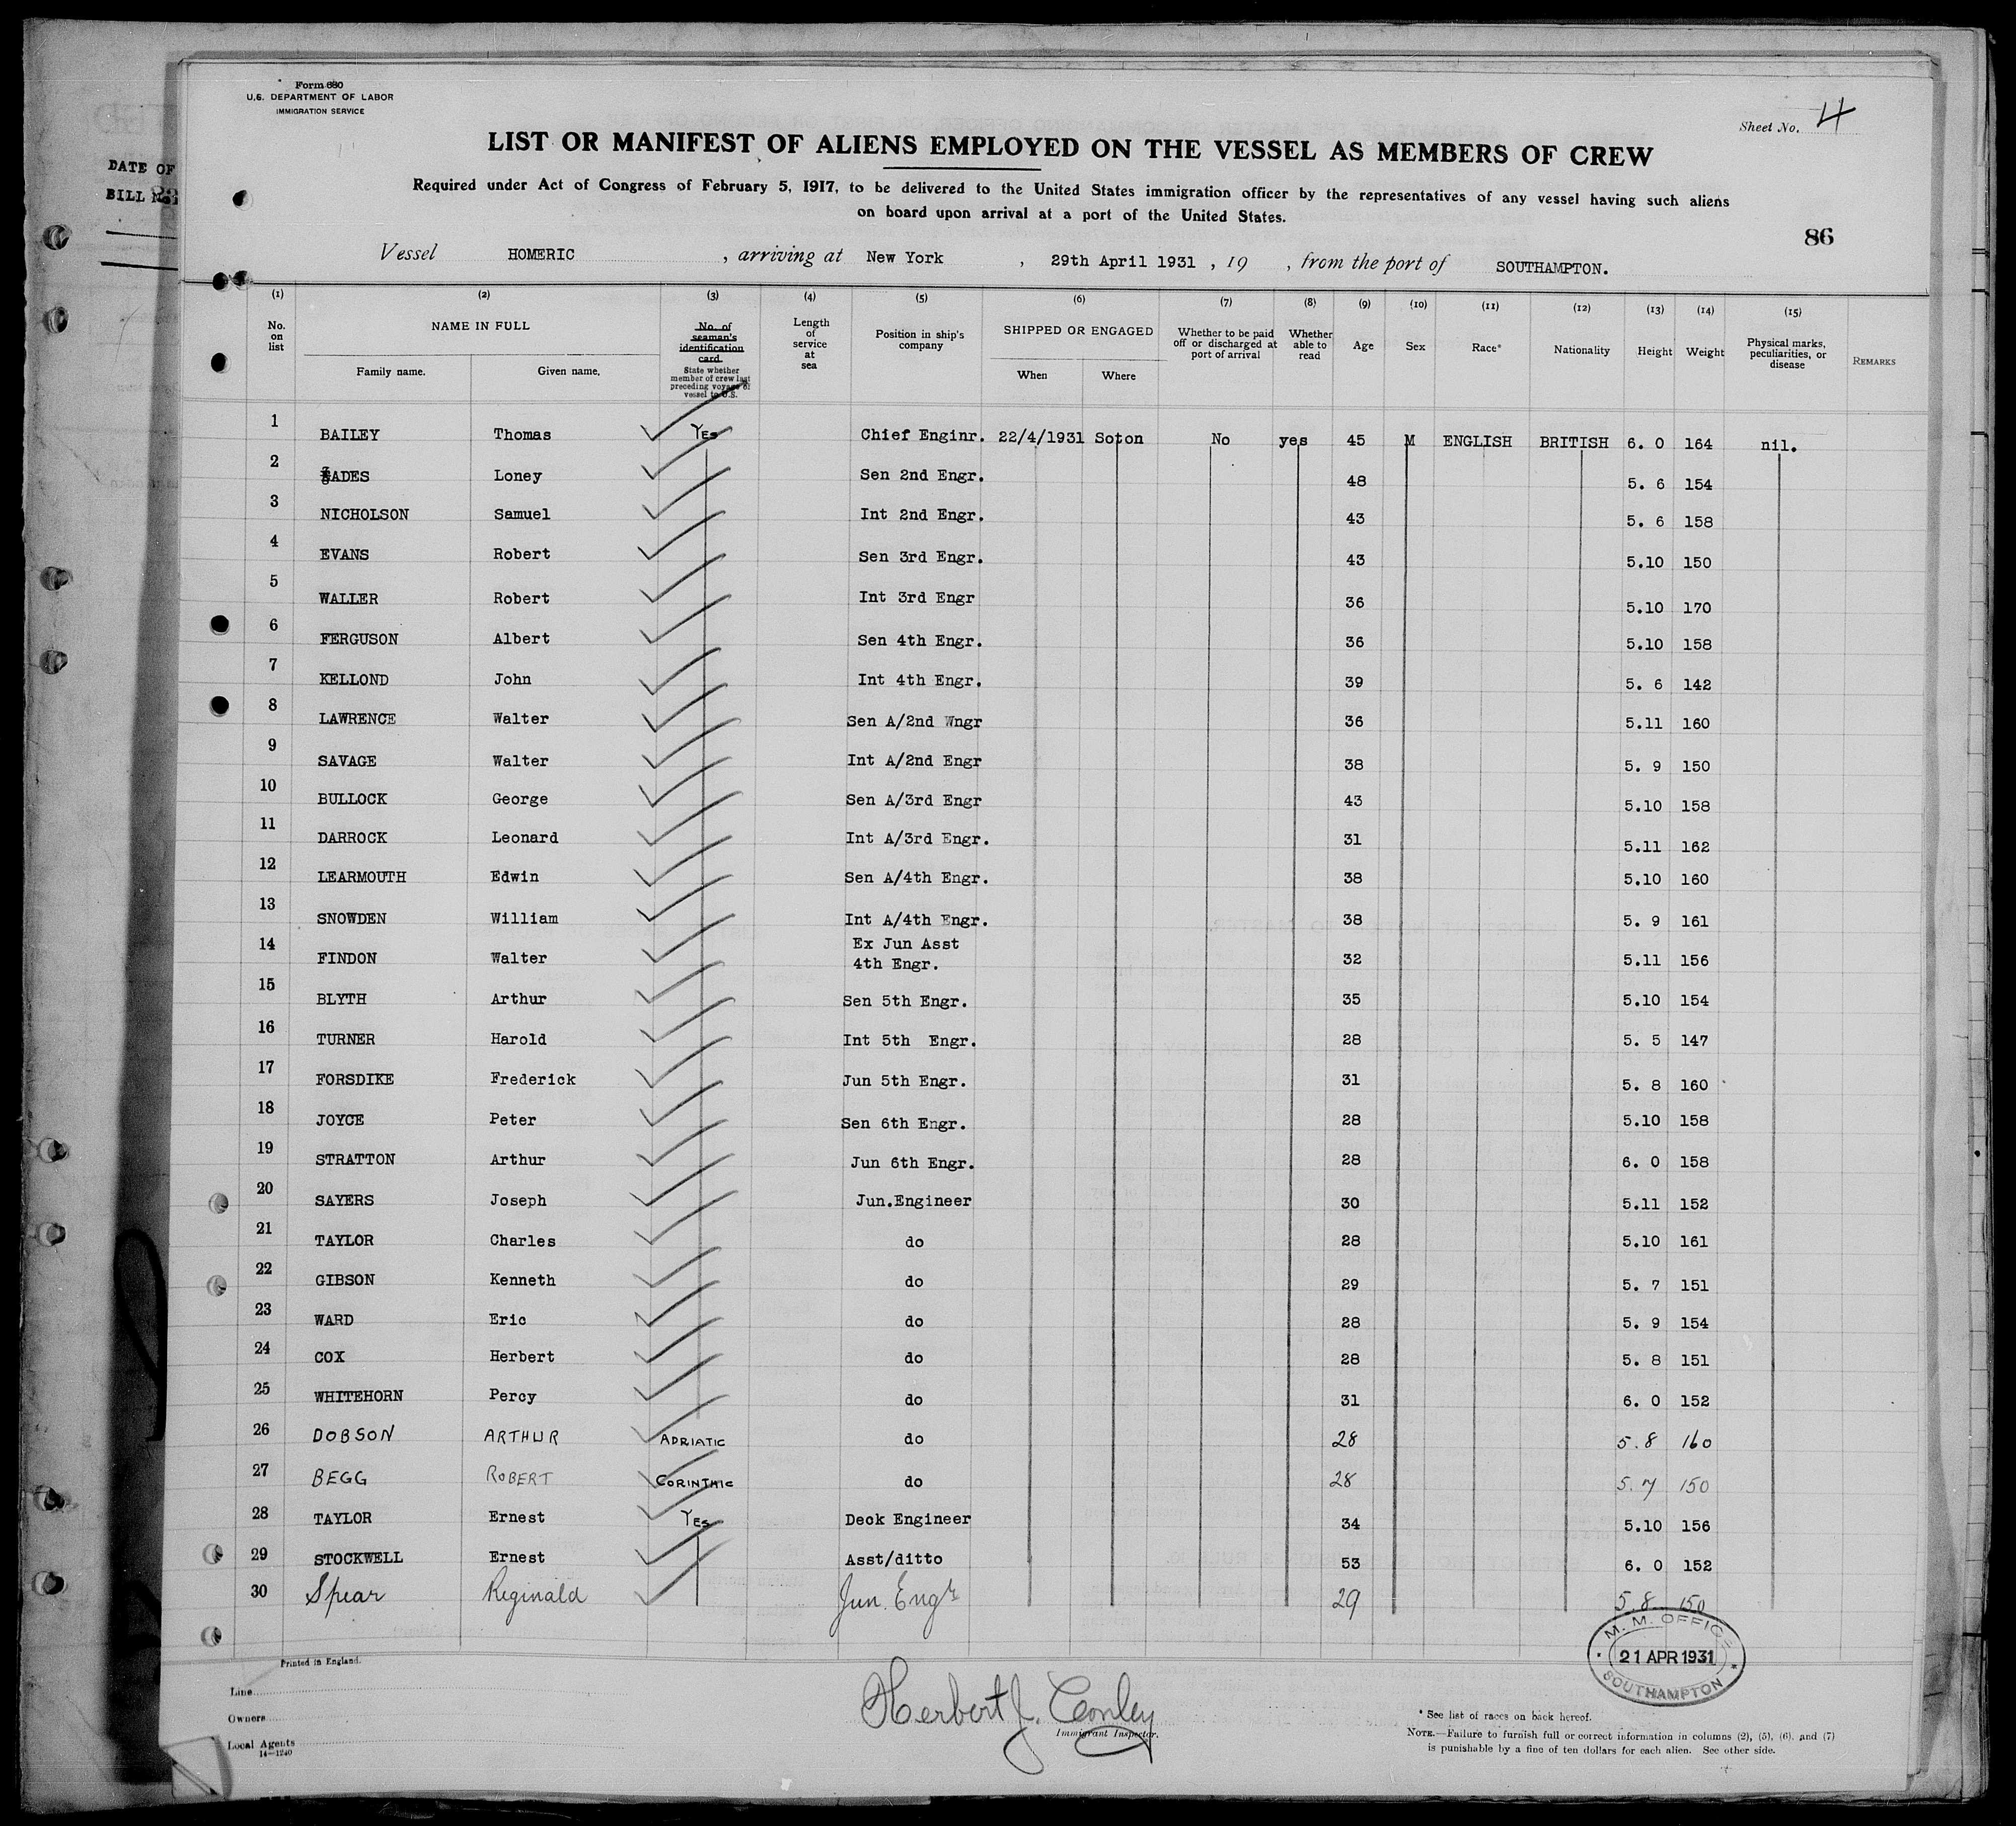 Form 680
U.S. DEPARTMENT OF LABOR
IMMIGRATION SERVICE
Sheet No. 4
LIST OR MANIFEST OF ALIENS EMPLOYED ON THE VESSEL AS MEMBERS OF CREW
Required under Act of Congress of February 5, 1917, to be delivered to the United States immigration officer by the representatives of any vessel having such aliens
on board upon arrival at a port of the United States.
DATE OF
BILL
86
Vessel HOMERIC , arriving at New York , 29th April 1931 , 19 , from the port of SOUTHAMPTON.
(1) (2) (3) (4) (5) (6) (7) (8) (9) (10) (11) (12) (13) (14) (15)
No. on list
NAME IN FULL
Family name. Given name.
No. of seaman's identification card.
State whether member of crew last preceding voyage of vessel to U.S.
Length of service at sea
Position in ship's company
SHIPPED OR ENGAGED
When Where
Whether to be paid off or discharged at port of arrival
Whether able to read
Age
Sex
Race*
Nationality
Height
Weight
Physical marks, peculiarities, or disease
REMARKS
1 BAILEY Thomas YES Chief Enginr. 22/4/1931 Soton No yes 45 M ENGLISH BRITISH 6. 0 164 nil.
2 EADES Loney Sen 2nd Engr. 48 5. 6 154
3 NICHOLSON Samuel Int 2nd Engr. 43 5. 6 158
4 EVANS Robert Sen 3rd Engr. 43 5.10 150
5 WALLER Robert Int 3rd Engr 36 5.10 170
6 FERGUSON Albert Sen 4th Engr. 36 5.10 158
7 KELLOND John Int 4th Engr. 39 5. 6 142
8 LAWRENCE Walter Sen A/2nd Wngr 36 5.11 160
9 SAVAGE Walter Int A/2nd Engr 38 5. 9 150
10 BULLOCK George Sen A/3rd Engr 43 5.10 158
11 DARROCK Leonard Int A/3rd Engr. 31 5.11 162
12 LEARMOUTH Edwin Sen A/4th Engr. 38 5.10 160
13 SNOWDEN William Int A/4th Engr. 38 5. 9 161
14 FINDON Walter Ex Jun Asst 4th Engr. 32 5.11 156
15 BLYTH Arthur Sen 5th Engr. 35 5.10 154
16 TURNER Harold Int 5th Engr. 28 5. 5 147
17 FORSDIKE Frederick Jun 5th Engr. 31 5. 8 160
18 JOYCE Peter Sen 6th Engr. 28 5.10 158
19 STRATTON Arthur Jun 6th Engr. 28 6. 0 158
20 SAYERS Joseph Jun.Engineer 30 5.11 152
21 TAYLOR Charles do 28 5.10 161
22 GIBSON Kenneth do 29 5. 7 151
23 WARD Eric do 28 5. 9 154
24 COX Herbert do 28 5. 8 151
25 WHITEHORN Percy do 31 6. 0 152
26 DOBSON ARTHUR ADRIATIC do 28 5.8 160
27 BEGG ROBERT CORINTHIC do 28 5.7 150
28 TAYLOR Ernest YES Deck Engineer 34 5.10 156
29 STOCKWELL Ernest Asst/ditto 53 6. 0 152
30 Spear Reginald Jun. Engr 29 5.8 150
M. M. OFFICE
21 APR 1931
SOUTHAMPTON
Printed in England.
Line
Owners
Local Agents
14—1240
Herbert J. Conley
Immigrant Inspector.
* See list of races on back hereof.
NOTE.—Failure to furnish full or correct information in columns (2), (5), (6), and (7)
is punishable by a fine of ten dollars for each alien. See other side.